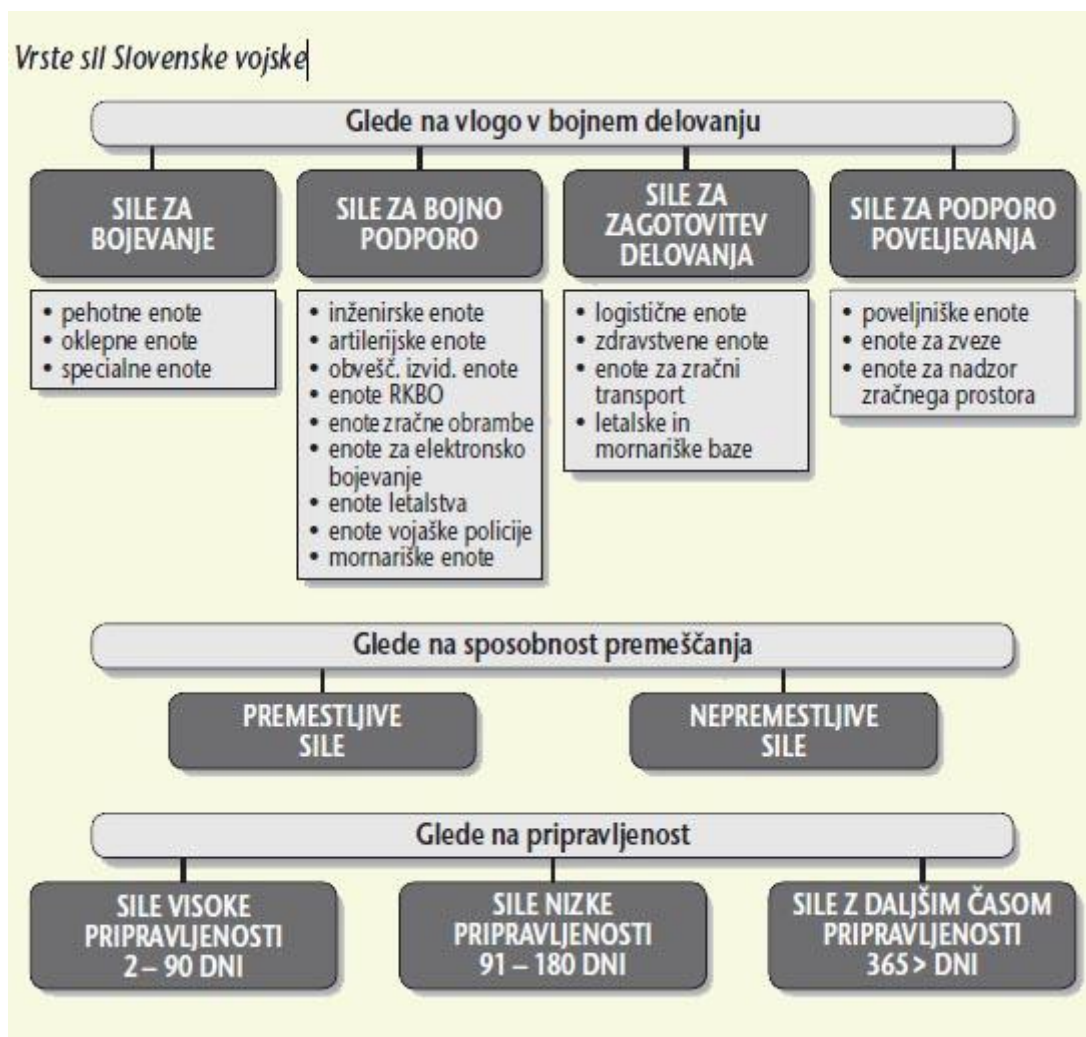 Vrste sil Slovenske vojske
Glede na vlogo v bojnem delovanju
SILE ZA
BOJEVANJE
• pehotne enote
• oklepne enote
• specialne enote
SILE ZA BOJNO
PODPORO
• inženirske enote
• artilerijske enote
• obvešč. izvid. enote
• enote RKBO
• enote zračne obrambe
• enote za elektronsko
bojevanje
• enote letalstva
• enote vojaške policije
• mornariške enote
SILE ZA
ZAGOTOVITEV
DELOVANJA
• logistične enote
• zdravstvene enote
• enote za zračni
transport
• letalske in
mornariške baze
SILE ZA PODPORO
POVELJEVANJA
• poveljniške enote
• enote za zveze
• enote za nadzor
zračnega prostora
Glede na sposobnost premeščanja
PREMESTLJIVE
SILE
NEPREMESTLJIVE
SILE
Glede na pripravljenost
SILE VISOKE
PRIPRAVLJENOSTI
2 – 90 DNI
SILE NIZKE
PRIPRAVLJENOSTI
91 – 180 DNI
SILE Z DALJŠIM ČASOM
PRIPRAVLJENOSTI
365 > DNI